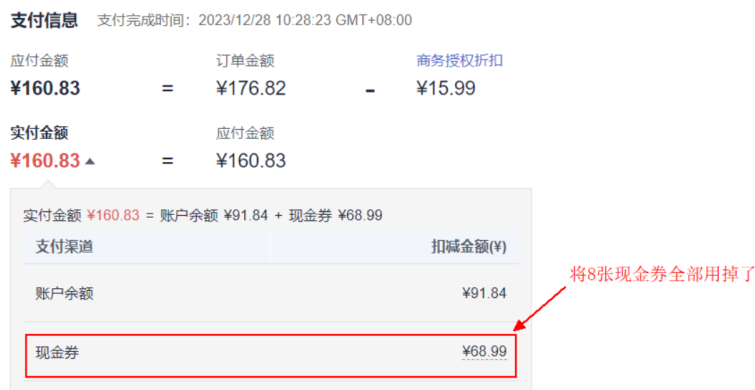 支付信息 支付完成时间：2023/12/28 10:28:23 GMT+08:00
应付金额 订单金额 商务授权折扣
¥160.83 = ¥176.82 - ¥15.99
实付金额 应付金额
¥160.83 = ¥160.83
实付金额 ¥160.83 = 账户余额 ¥91.84 + 现金券 ¥68.99
支付渠道 扣减金额(¥)
账户余额 ¥91.84
将8张现金券全部用掉了
现金券 ¥68.99